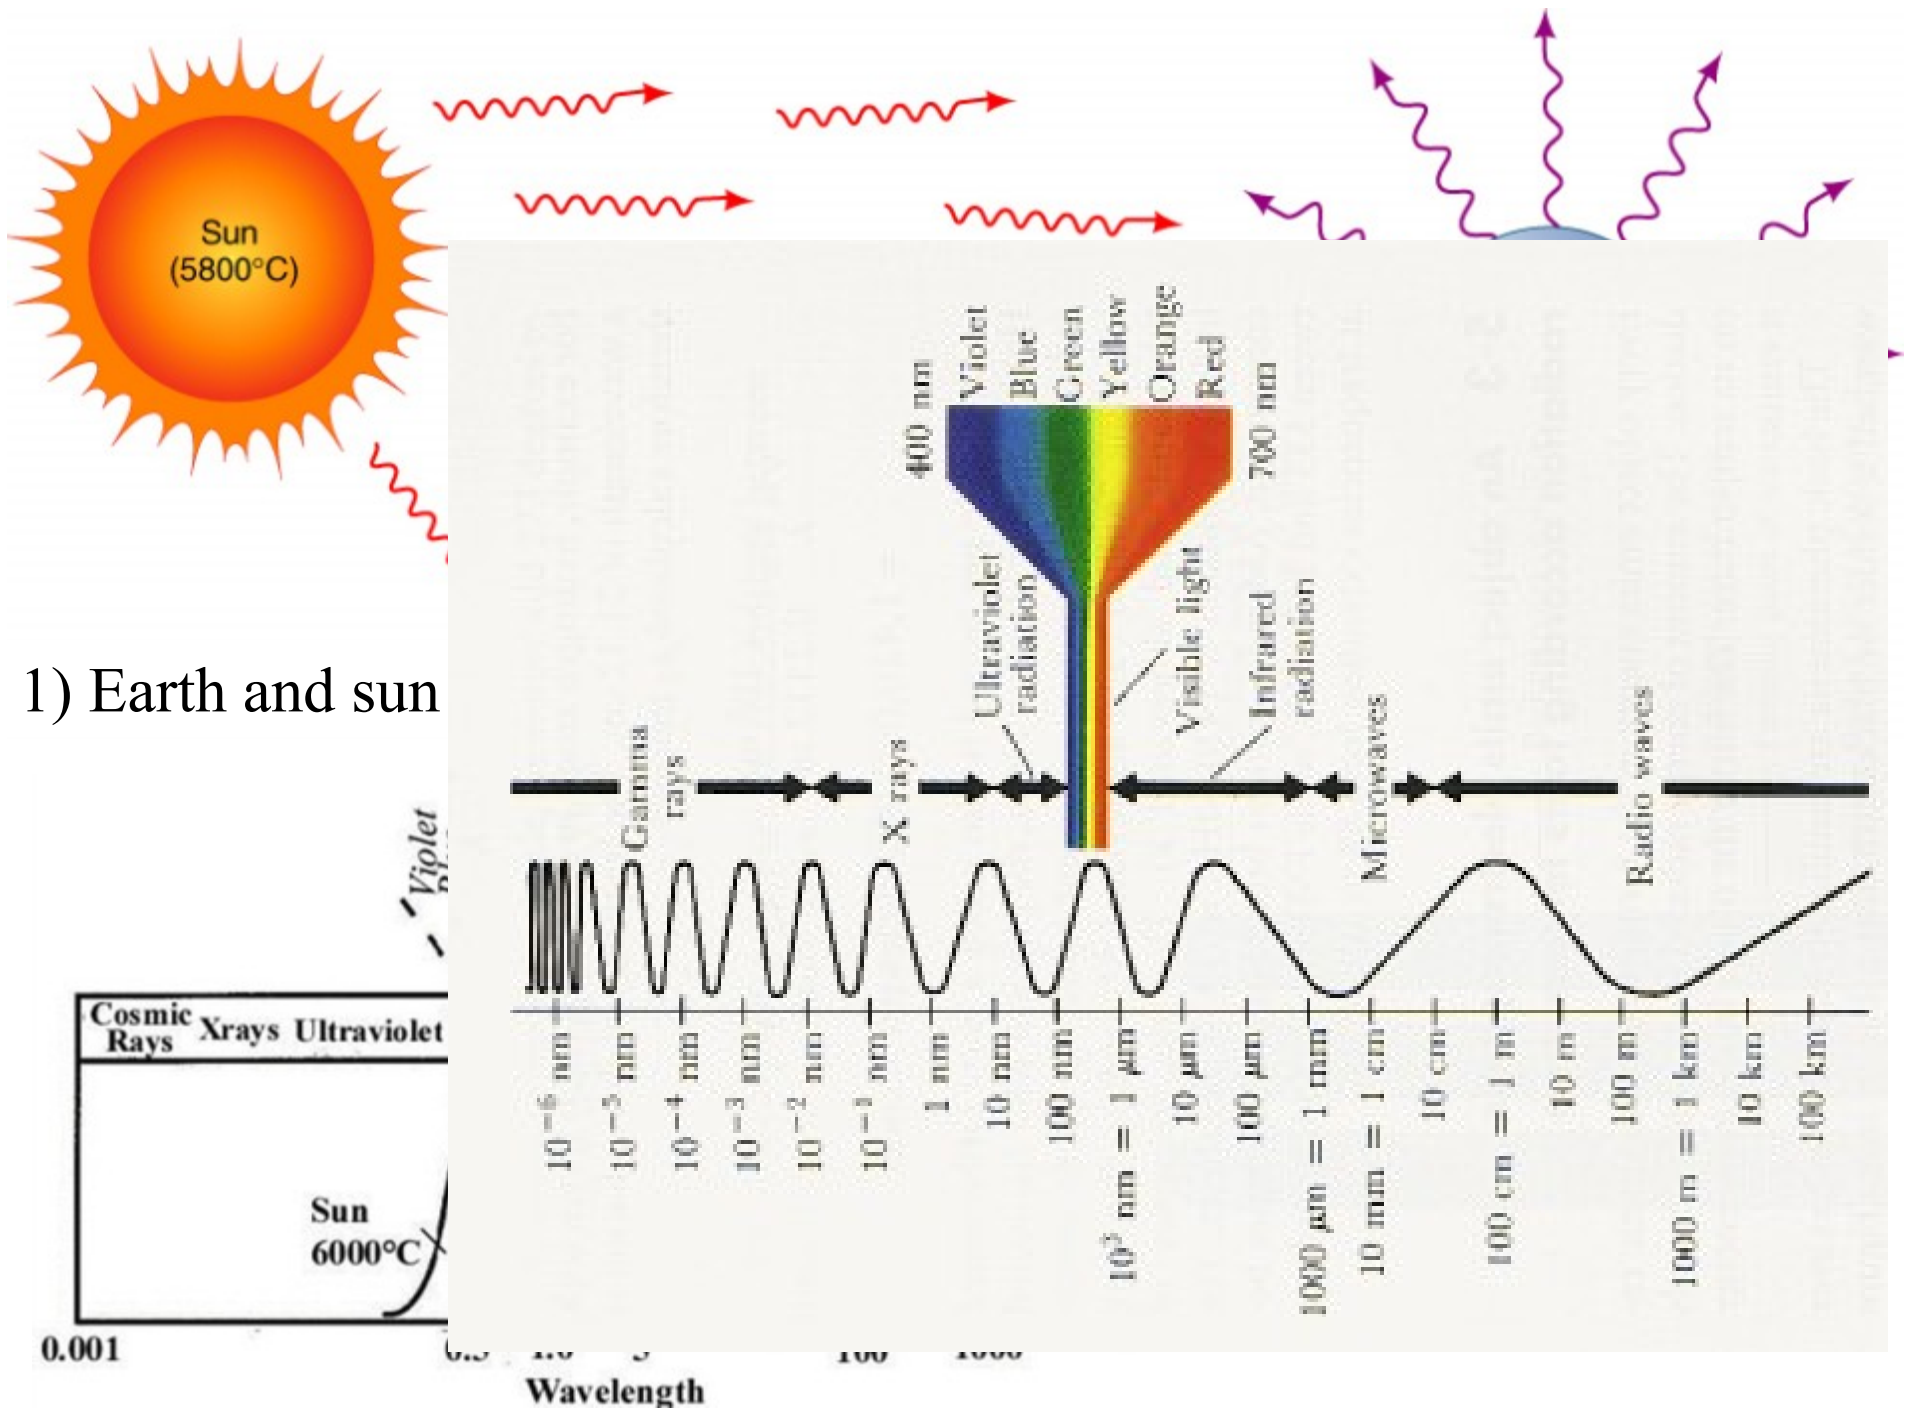 Sun
(5800°C)
1) Earth and sun
400 nm
Violet
Blue
Green
Yellow
Orange
Red
700 nm
Ultraviolet
radiation
Visible light
Infrared
radiation
Gamma
rays
X rays
Microwaves
Radio waves
10⁻⁶ nm
10⁻⁵ nm
10⁻⁴ nm
10⁻³ nm
10⁻² nm
10⁻¹ nm
1 nm
10 nm
100 nm
10³ nm = 1 μm
10 μm
100 μm
1000 μm = 1 mm
10 mm = 1 cm
10 cm
100 cm = 1 m
10 m
100 m
1000 m = 1 km
10 km
100 km
Violet
Cosmic
Rays
Xrays
Ultraviolet
Sun
6000°C
0.001
Wavelength